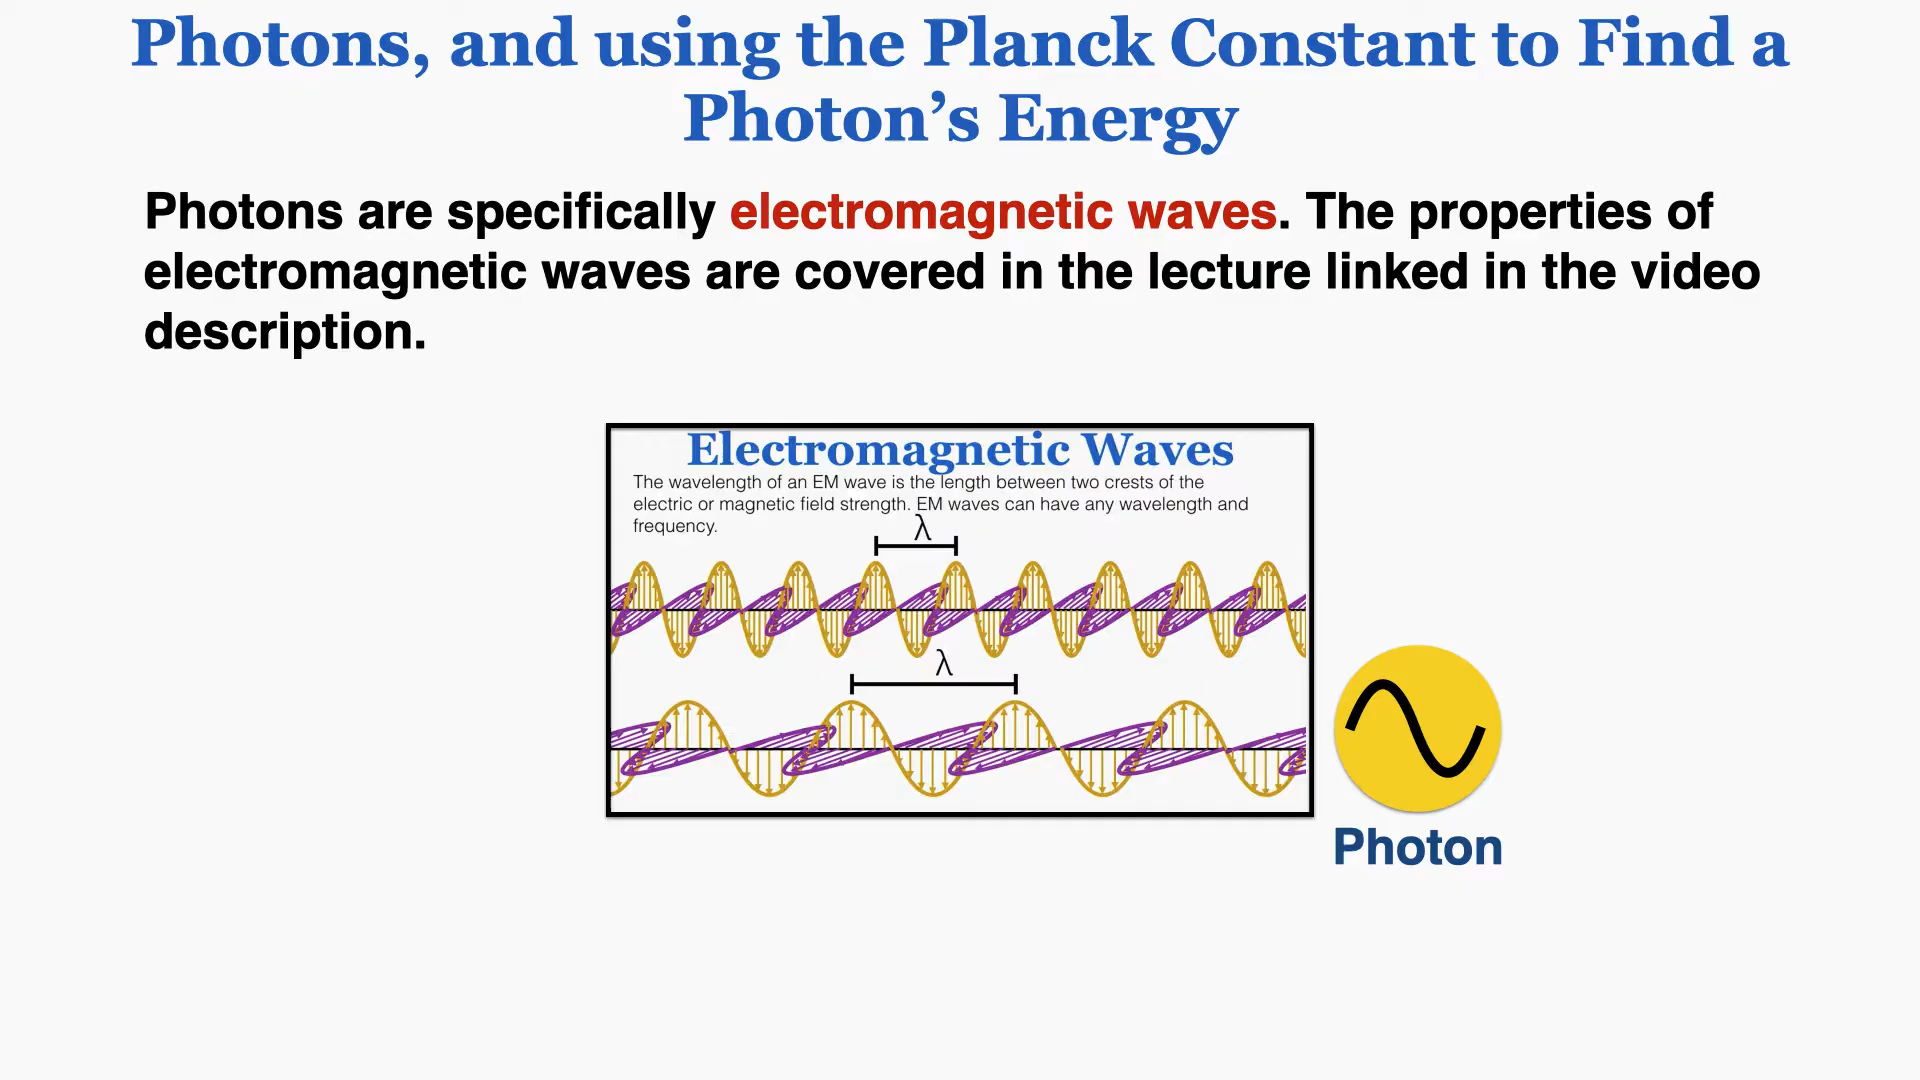 Photons, and using the Planck Constant to Find a
Photon’s Energy
Photons are specifically electromagnetic waves. The properties of
electromagnetic waves are covered in the lecture linked in the video
description.
Electromagnetic Waves
The wavelength of an EM wave is the length between two crests of the
electric or magnetic field strength. EM waves can have any wavelength and
frequency.
λ
λ
Photon